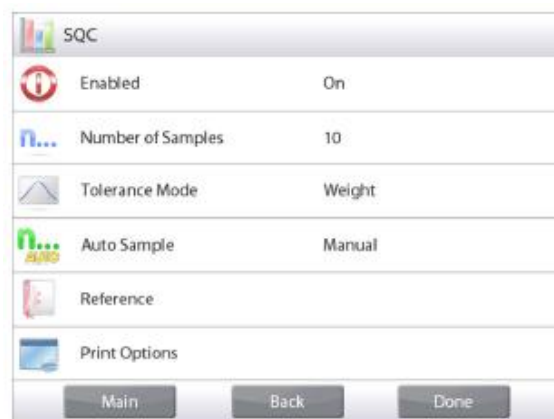 SQC
Enabled On
n... Number of Samples 10
Tolerance Mode Weight
n... AUTO Auto Sample Manual
Reference
Print Options
Main Back Done